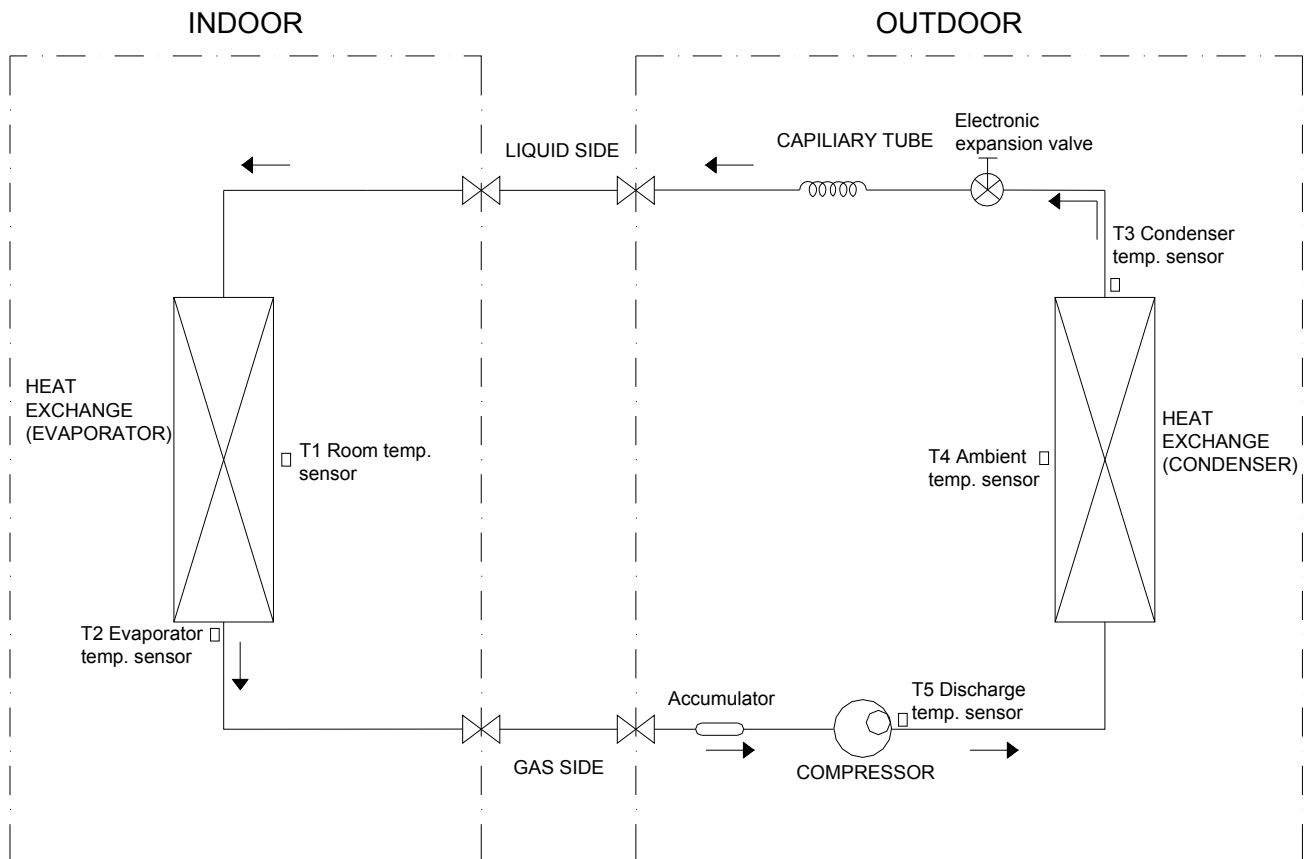 INDOOR
OUTDOOR
Electronic
expansion valve
CAPILIARY TUBE
LIQUID SIDE
T3 Condenser
temp. sensor
HEAT
EXCHANGE
(EVAPORATOR)
T1 Room temp.
sensor
T4 Ambient
temp. sensor
HEAT
EXCHANGE
(CONDENSER)
T2 Evaporator
temp. sensor
Accumulator
T5 Discharge
temp. sensor
GAS SIDE
COMPRESSOR